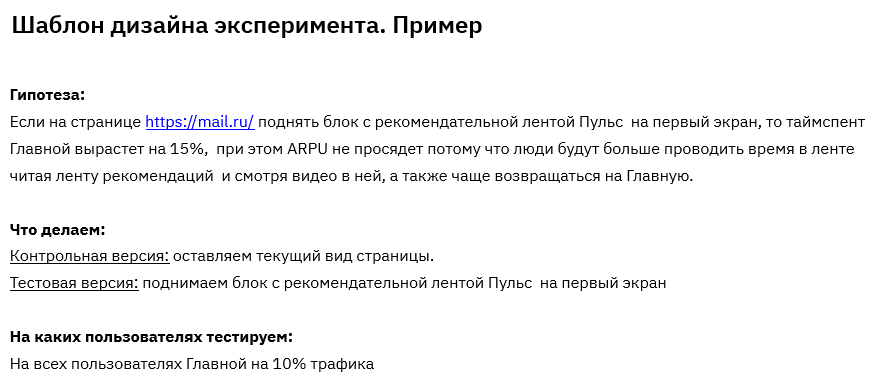 Шаблон дизайна эксперимента. Пример
Гипотеза:
Если на странице https://mail.ru/ поднять блок с рекомендательной лентой Пульс на первый экран, то таймспент
Главной вырастет на 15%, при этом ARPU не просядет потому что люди будут больше проводить время в ленте
читая ленту рекомендаций и смотря видео в ней, а также чаще возвращаться на Главную.
Что делаем:
Контрольная версия: оставляем текущий вид страницы.
Тестовая версия: поднимаем блок с рекомендательной лентой Пульс на первый экран
На каких пользователях тестируем:
На всех пользователях Главной на 10% трафика